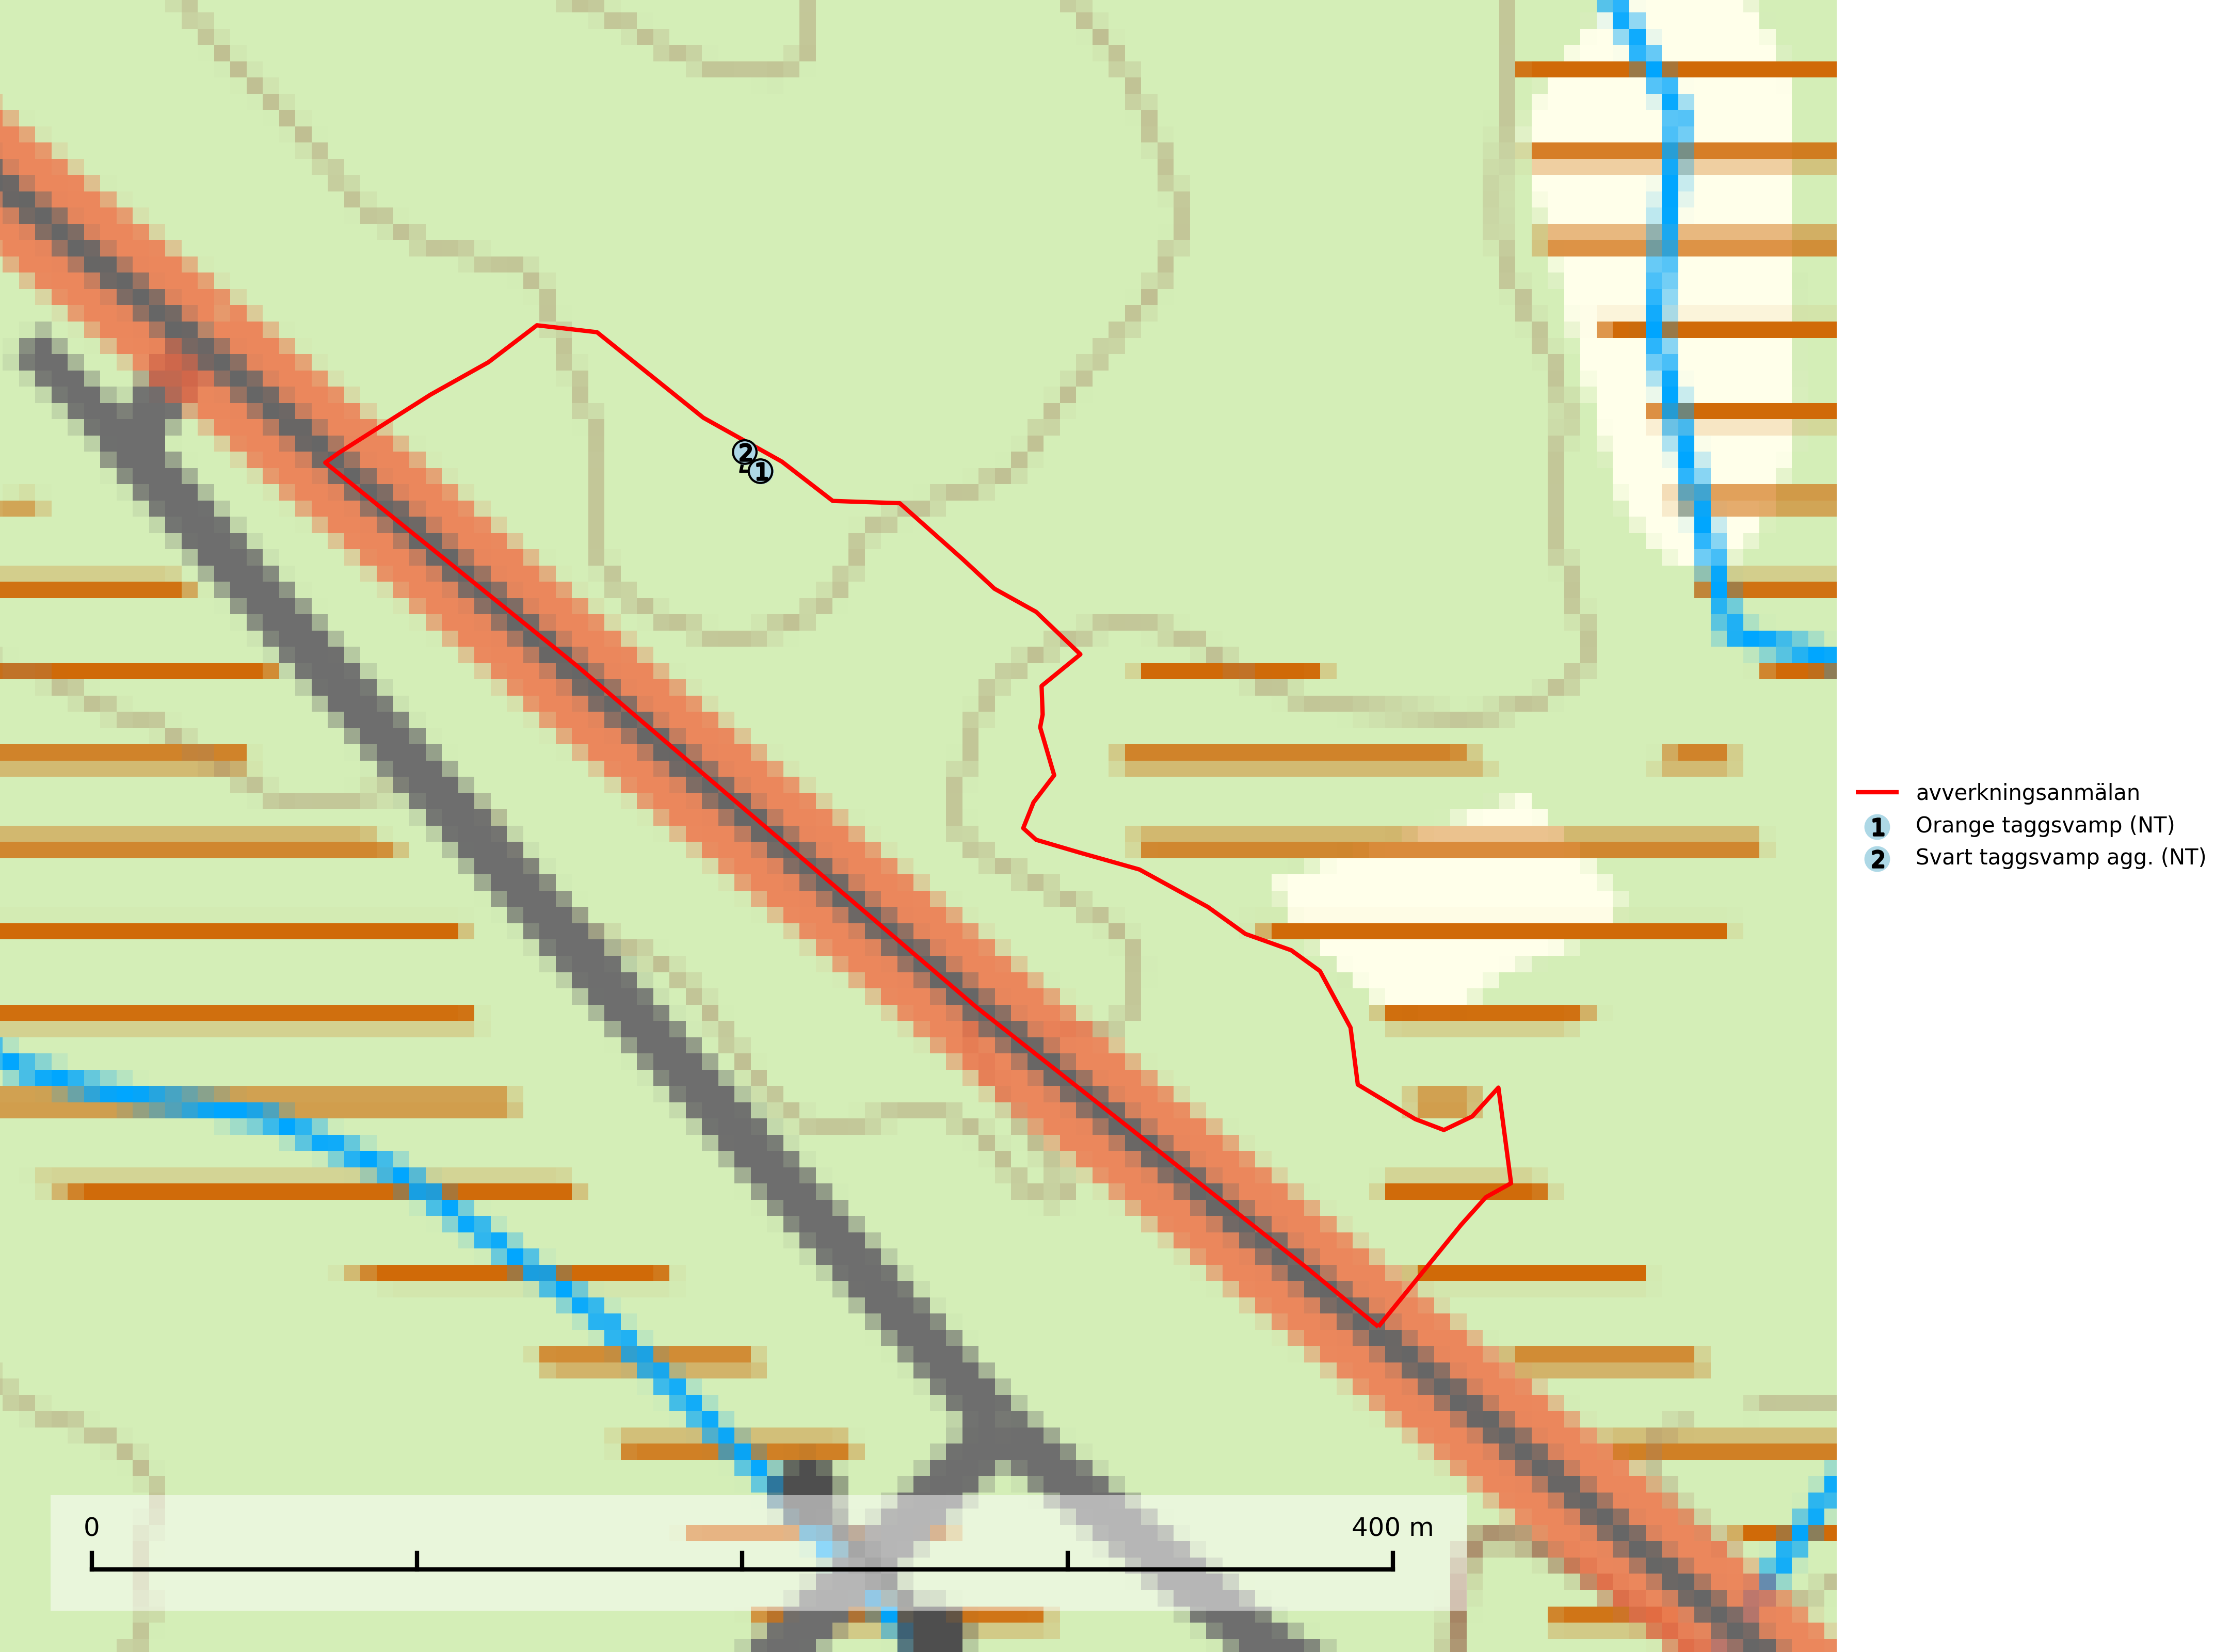 2
1
avverkningsanmälan
1 Orange taggsvamp (NT)
2 Svart taggsvamp agg. (NT)
0 400 m